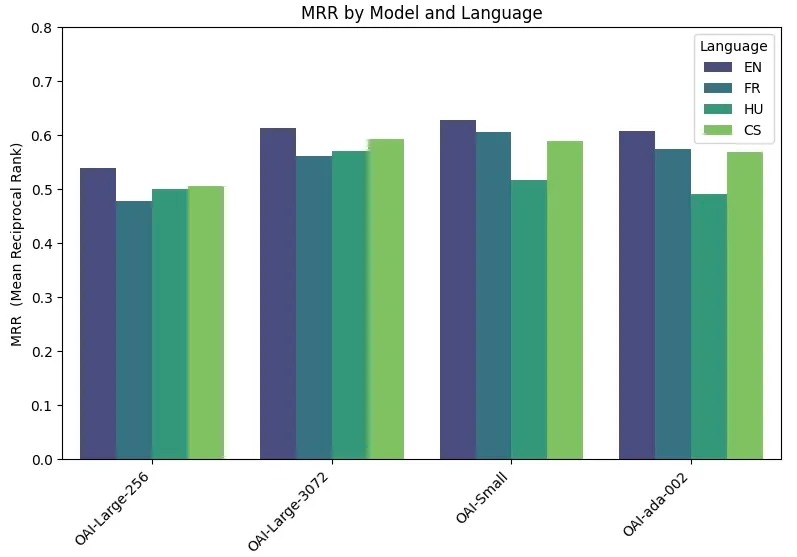 MRR by Model and Language
MRR (Mean Reciprocal Rank)
0.8
0.7
0.6
0.5
0.4
0.3
0.2
0.1
0.0
Language
EN
FR
HU
CS
OAI-Large-256
OAI-Large-3072
OAI-Small
OAI-ada-002